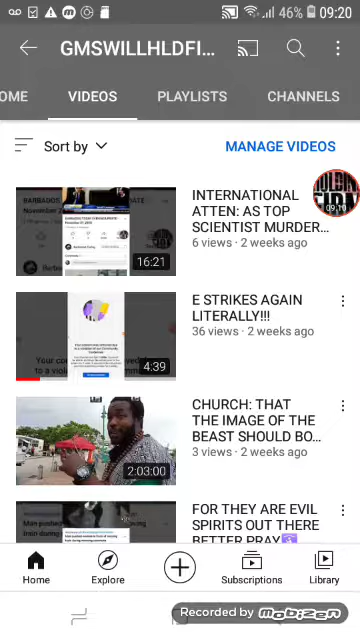 46% 09:20
GMSWILLHLDFI...
OME VIDEOS PLAYLISTS CHANNELS
Sort by MANAGE VIDEOS
INTERNATIONAL
ATTEN: AS TOP
SCIENTIST MURDER...
6 views · 2 weeks ago
16:21
09:19
E STRIKES AGAIN
LITERALLY!!!
36 views · 2 weeks ago
4:39
CHURCH: THAT
THE IMAGE OF THE
BEAST SHOULD BO...
3 views · 2 weeks ago
2:03:00
FOR THEY ARE EVIL
SPIRITS OUT THERE
BETTER PRAY🛐
Home Explore Subscriptions Library
Recorded by mobizen